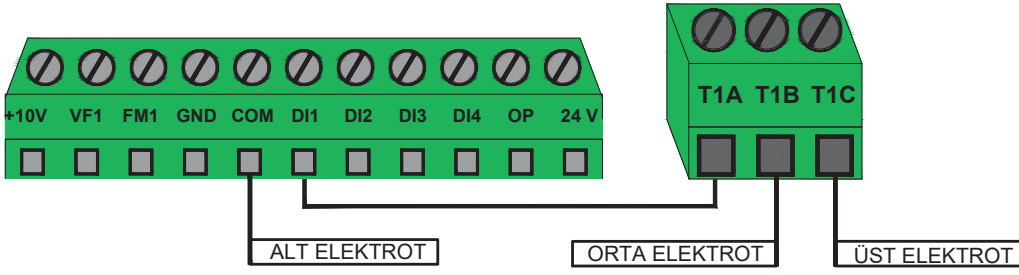 +10V VF1 FM1 GND COM DI1 DI2 DI3 DI4 OP 24 V
T1A T1B T1C
ALT ELEKTROT
ORTA ELEKTROT
ÜST ELEKTROT